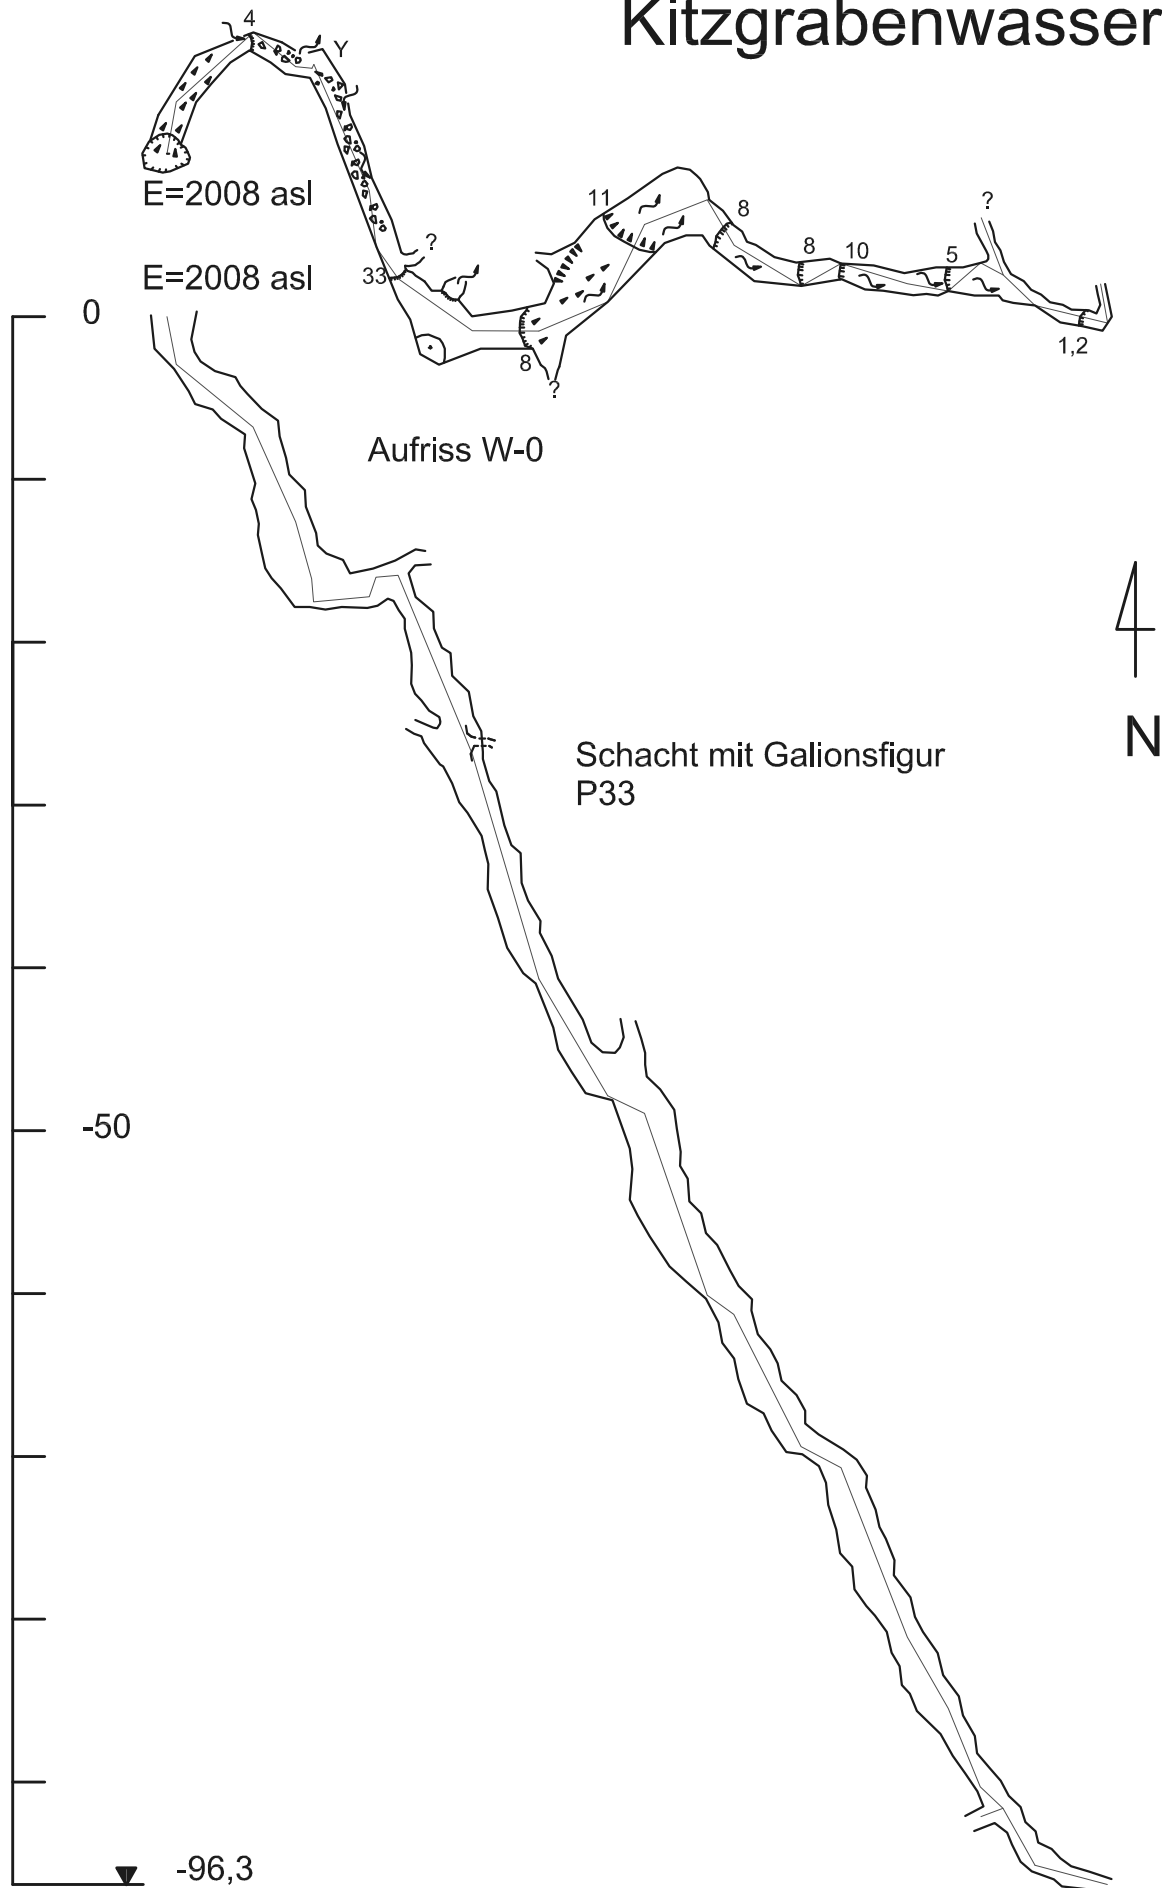 Kitzgrabenwasser
4
Y
E=2008 asl
?
11
8
?
8
10
5
E=2008 asl
33
0
8
?
1,2
Aufriss W-0
N
Schacht mit Galionsfigur
P33
-50
-96,3